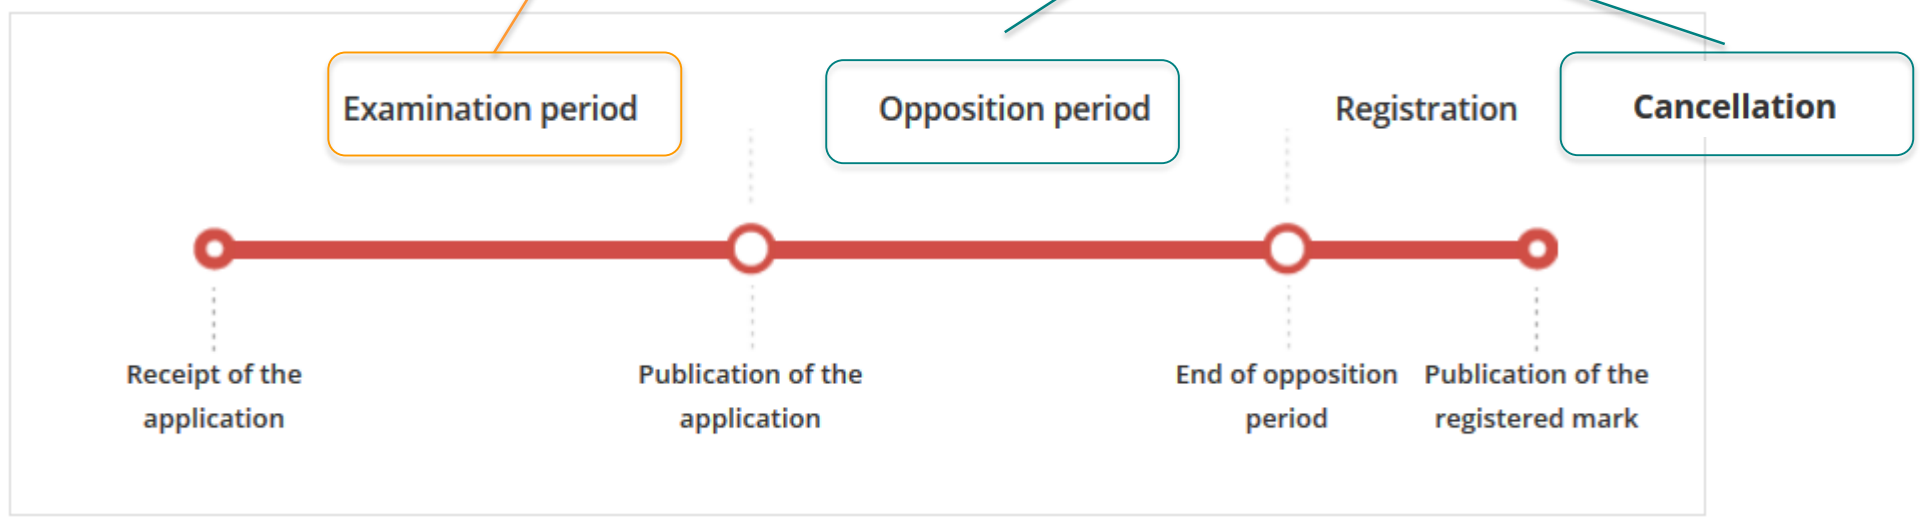 Examination period
Opposition period
Registration
Cancellation
Receipt of the
application
Publication of the
application
End of opposition
period
Publication of the
registered mark